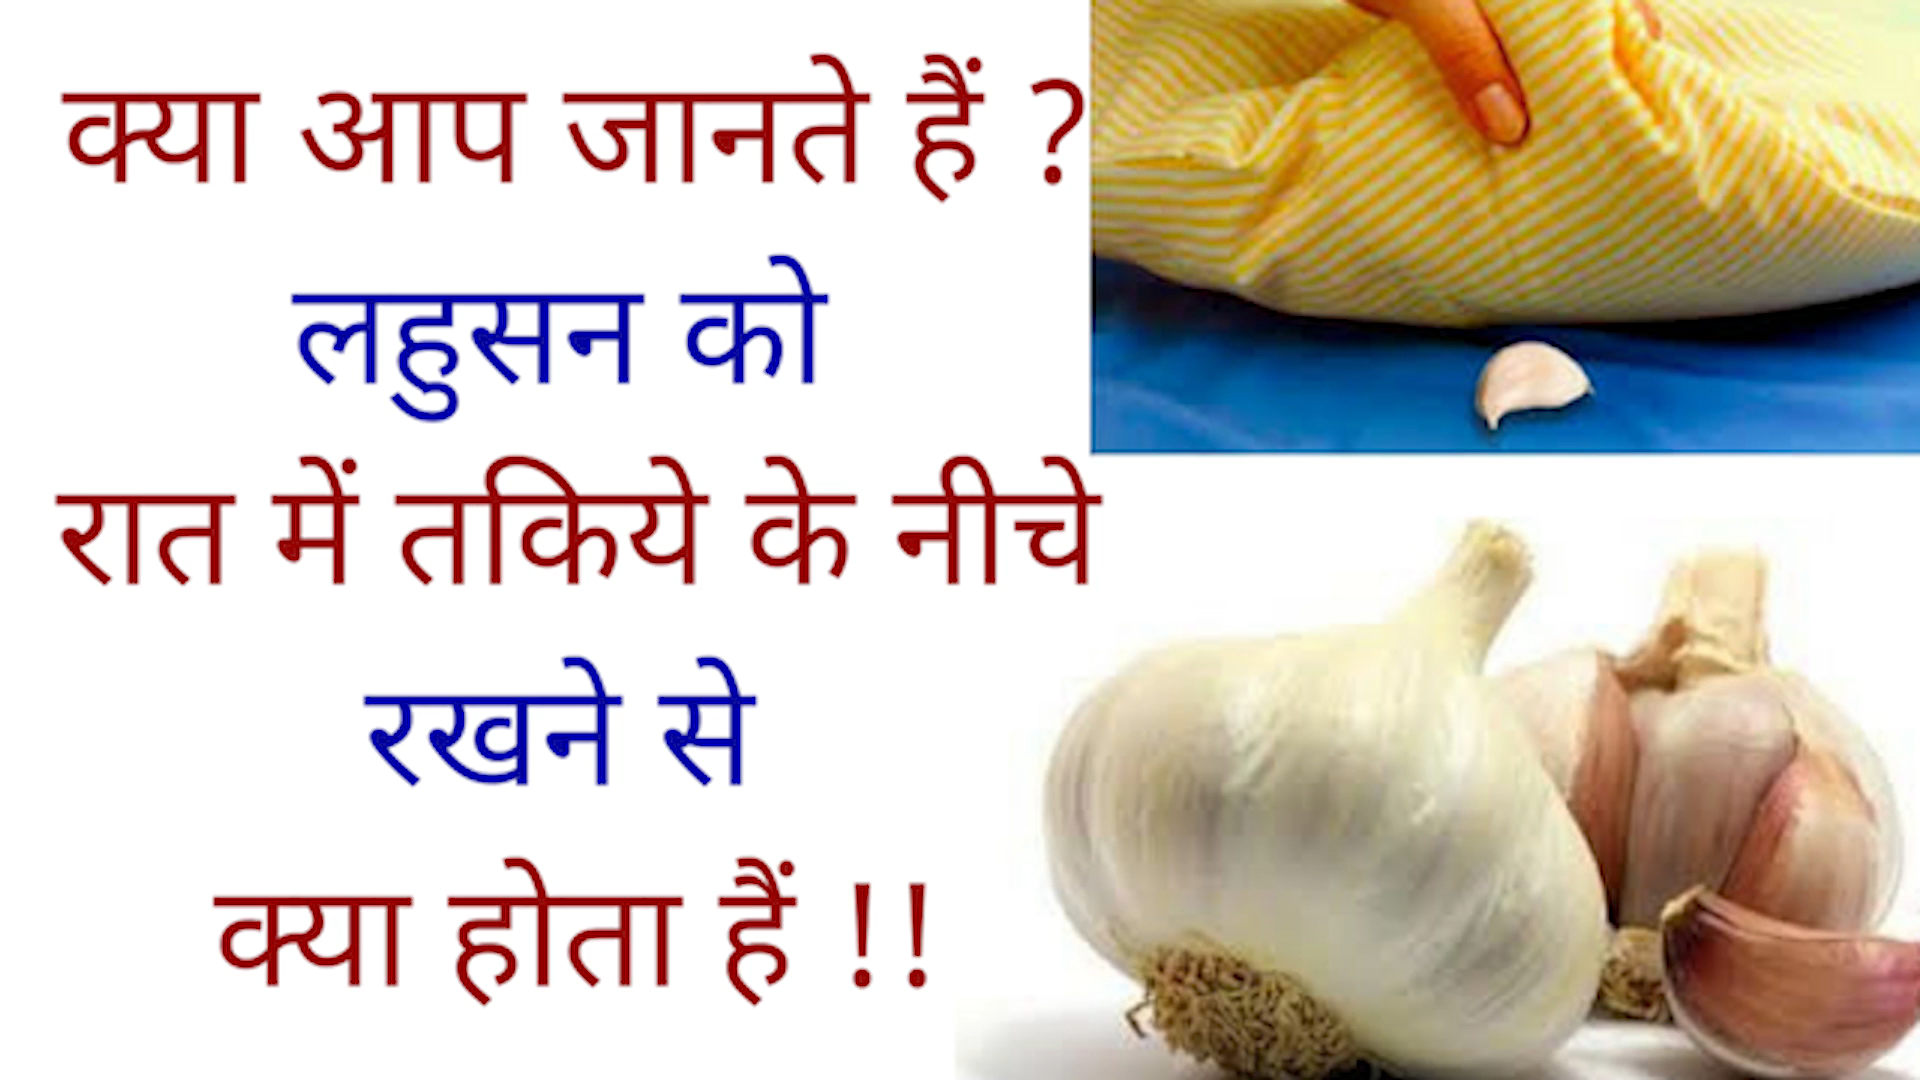 क्या आप जानते हैं ?
लहुसन को
रात में तकिये के नीचे
रखने से
क्या होता हैं !!